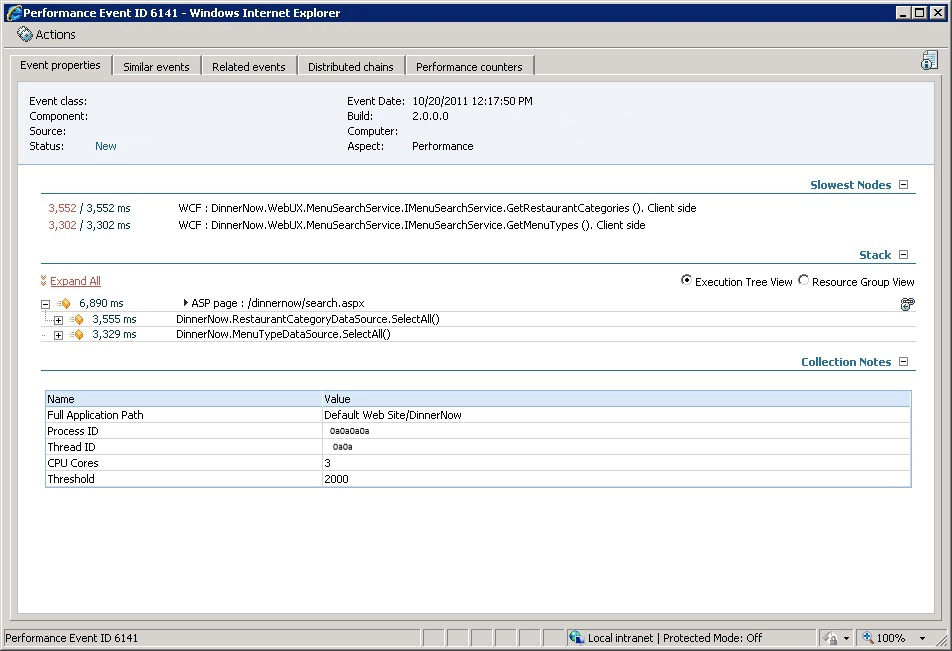 Performance Event ID 6141 - Windows Internet Explorer
Actions
Event properties Similar events Related events Distributed chains Performance counters
Event class: Event Date: 10/20/2011 12:17:50 PM
Component: Build: 2.0.0.0
Source: Computer:
Status: New Aspect: Performance
Slowest Nodes
3,552 / 3,552 ms WCF : DinnerNow.WebUX.MenuSearchService.IMenuSearchService.GetRestaurantCategories (). Client side
3,302 / 3,302 ms WCF : DinnerNow.WebUX.MenuSearchService.IMenuSearchService.GetMenuTypes (). Client side
Stack
Expand All Execution Tree View Resource Group View
6,890 ms ASP page : /dinnernow/search.aspx
3,555 ms DinnerNow.RestaurantCategoryDataSource.SelectAll()
3,329 ms DinnerNow.MenuTypeDataSource.SelectAll()
Collection Notes
Name Value
Full Application Path Default Web Site/DinnerNow
Process ID 0a0a0a0a
Thread ID 0a0a
CPU Cores 3
Threshold 2000
Performance Event ID 6141 Local intranet | Protected Mode: Off 100%